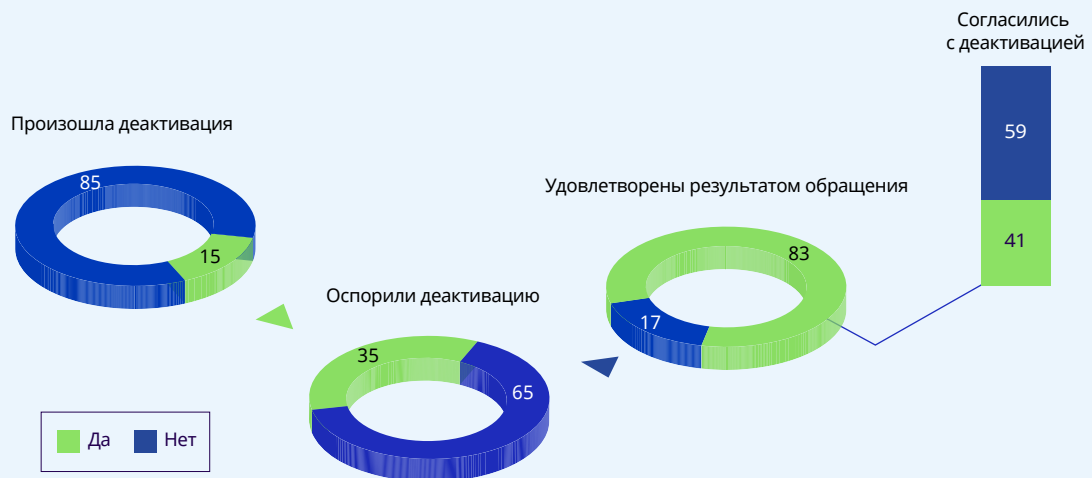 Согласились
с деактивацией
59
41
Произошла деактивация
85
15
Удовлетворены результатом обращения
83
17
Оспорили деактивацию
35
65
Да
Нет